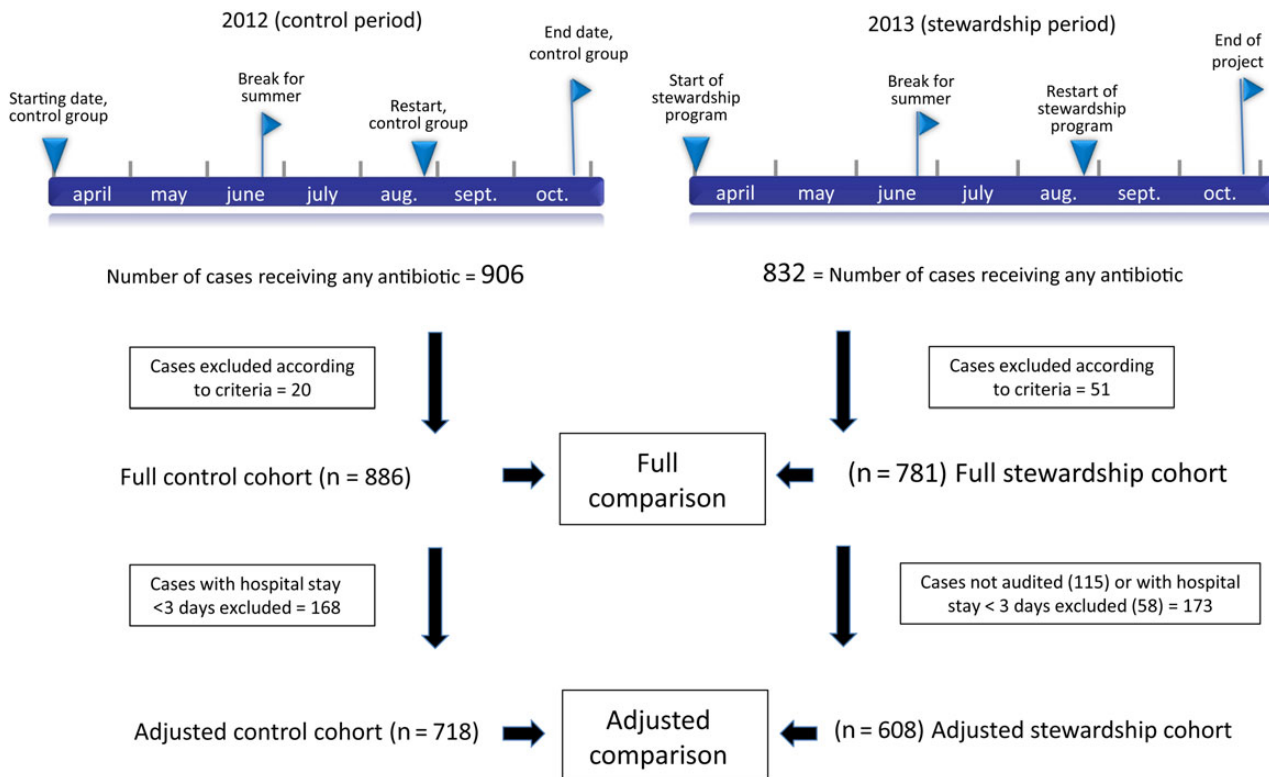 2012 (control period)
Starting date,
control group
Break for
summer
Restart,
control group
End date,
control group
april may june july aug. sept. oct.
2013 (stewardship period)
Start of
stewardship
program
Break for
summer
Restart of
stewardship
program
End of
project
april may june july aug. sept. oct.
Number of cases receiving any antibiotic = 906
832 = Number of cases receiving any antibiotic
Cases excluded according
to criteria = 20
Cases excluded according
to criteria = 51
Full control cohort (n = 886)
Full
comparison
(n = 781) Full stewardship cohort
Cases with hospital stay
<3 days excluded = 168
Cases not audited (115) or with hospital
stay < 3 days excluded (58) = 173
Adjusted control cohort (n = 718)
Adjusted
comparison
(n = 608) Adjusted stewardship cohort